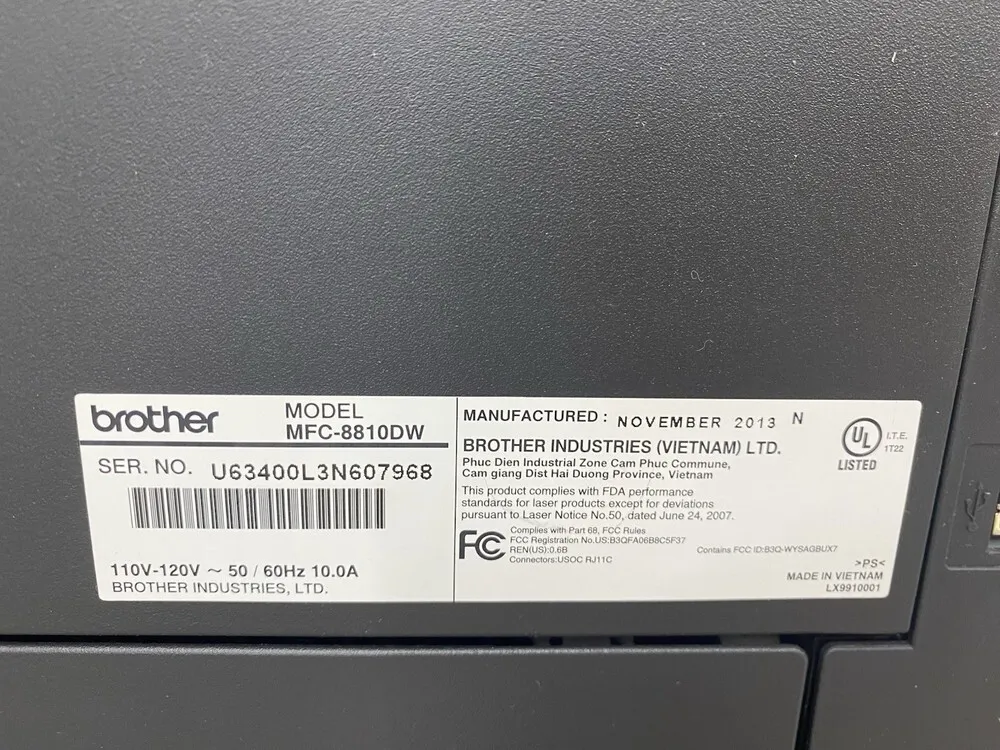 brother
MODEL
MFC-8810DW
SER. NO. U63400L3N607968
110V-120V ~ 50 / 60Hz 10.0A
BROTHER INDUSTRIES, LTD.
MANUFACTURED : NOVEMBER 2013 N
BROTHER INDUSTRIES (VIETNAM) LTD.
Phuc Dien Industrial Zone Cam Phuc Commune,
Cam giang Dist Hai Duong Province, Vietnam
This product complies with FDA performance
standards for laser products except for deviations
pursuant to Laser Notice No.50, dated June 24, 2007.
FC
Complies with Part 68, FCC Rules
FCC Registration No.US:B3QFA06B8C5F37
REN(US):0.6B
Connectors:USOC RJ11C
Contains FCC ID:B3Q-WYSAGBUX7
UL
LISTED
I.T.E.
1T22
>PS<
MADE IN VIETNAM
LX9910001